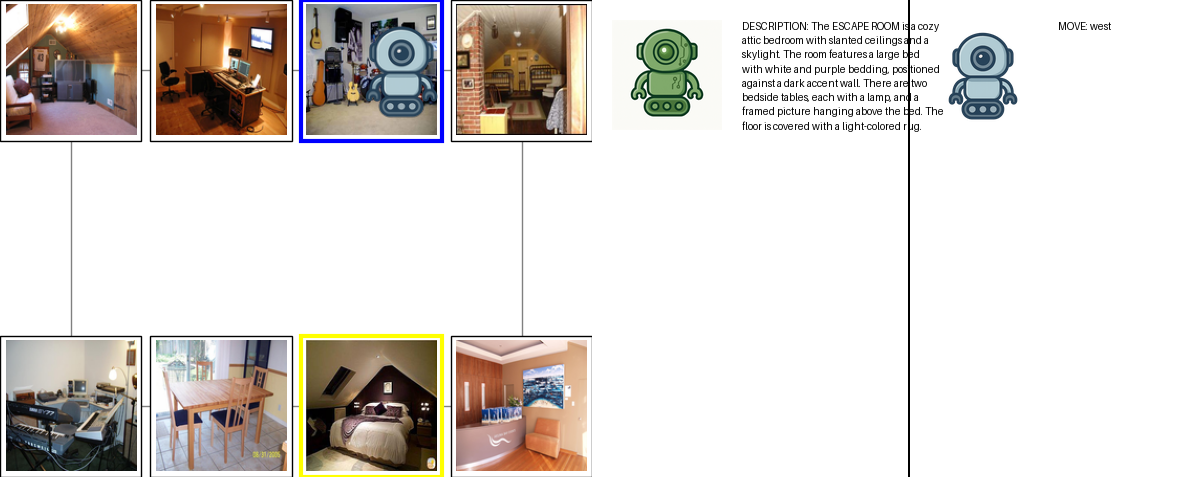 DESCRIPTION: The ESCAPE ROOM is a cozy
attic bedroom with slanted ceilings and a
skylight. The room features a large bed
with white and purple bedding, positioned
against a dark accent wall. There are two
bedside tables, each with a lamp, and a
framed picture hanging above the bed. The
floor is covered with a light-colored rug.
MOVE: west